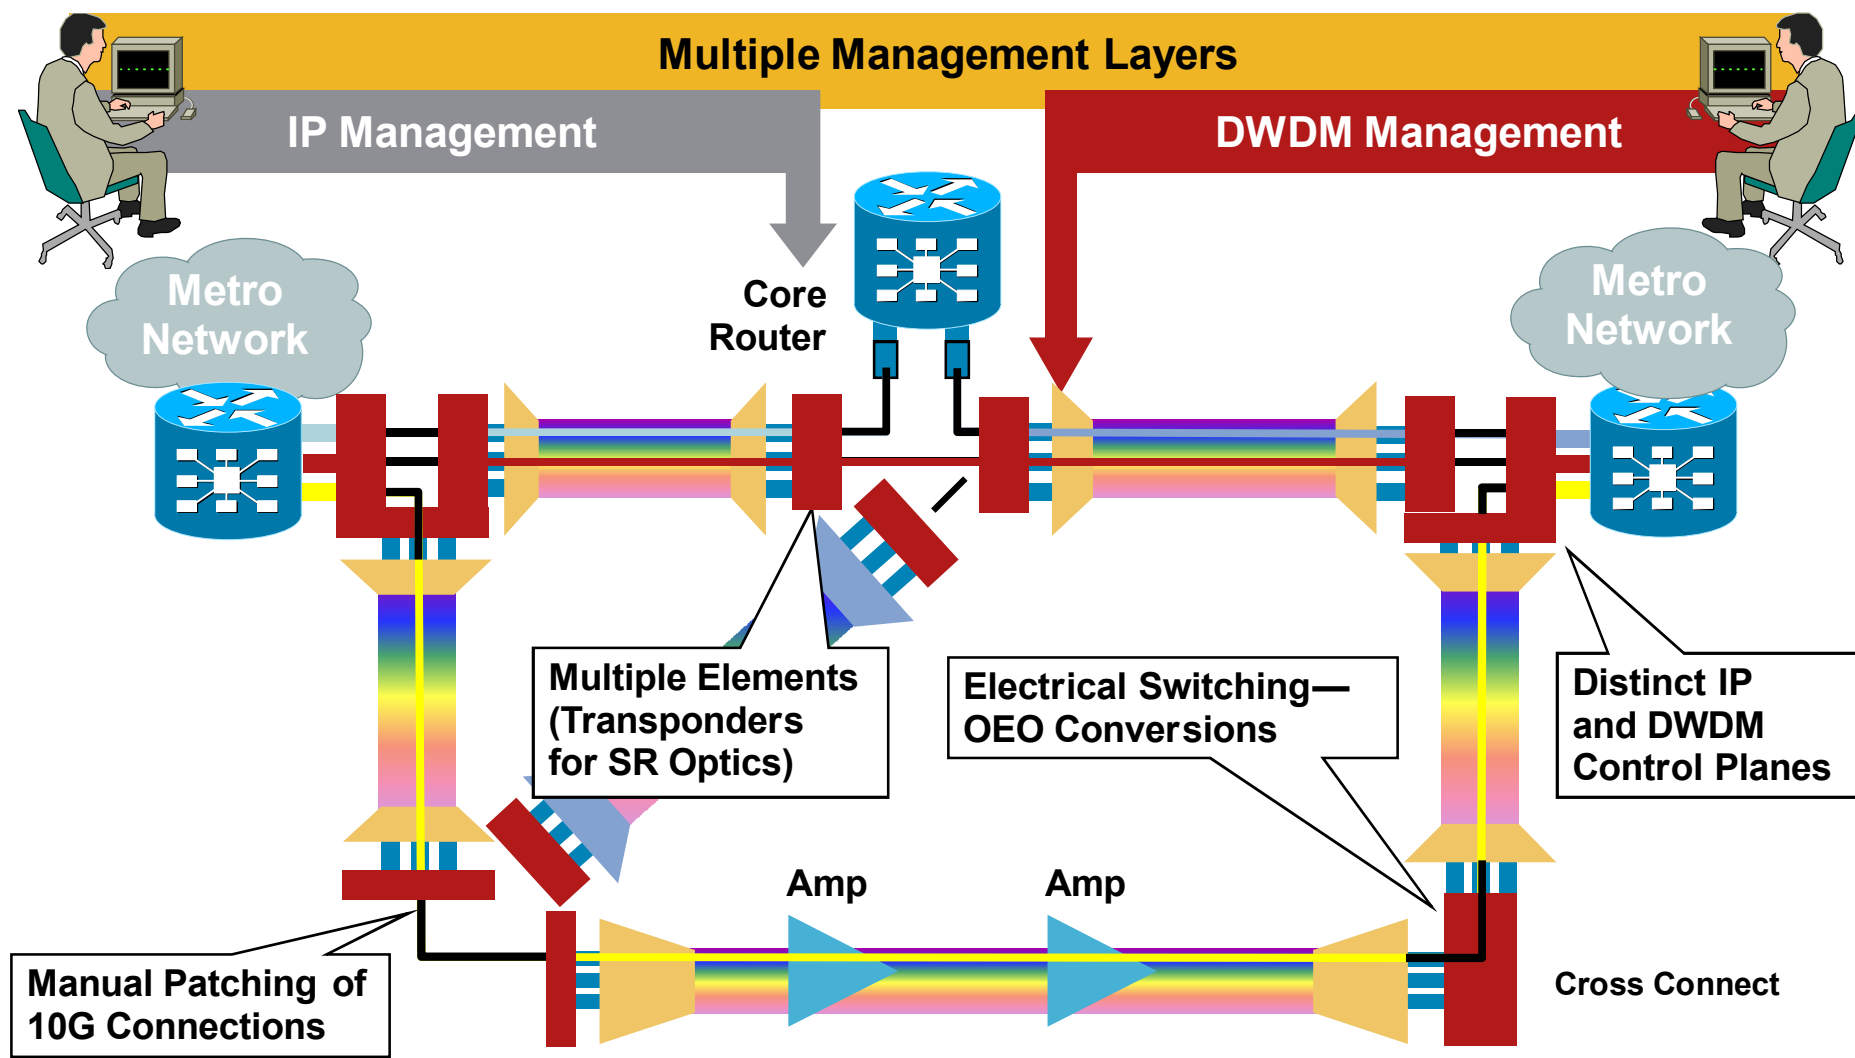 Multiple Management Layers
IP Management
DWDM Management
Metro
Network
Core
Router
Metro
Network
Multiple Elements
(Transponders
for SR Optics)
Electrical Switching—
OEO Conversions
Distinct IP
and DWDM
Control Planes
Amp
Amp
Manual Patching of
10G Connections
Cross Connect